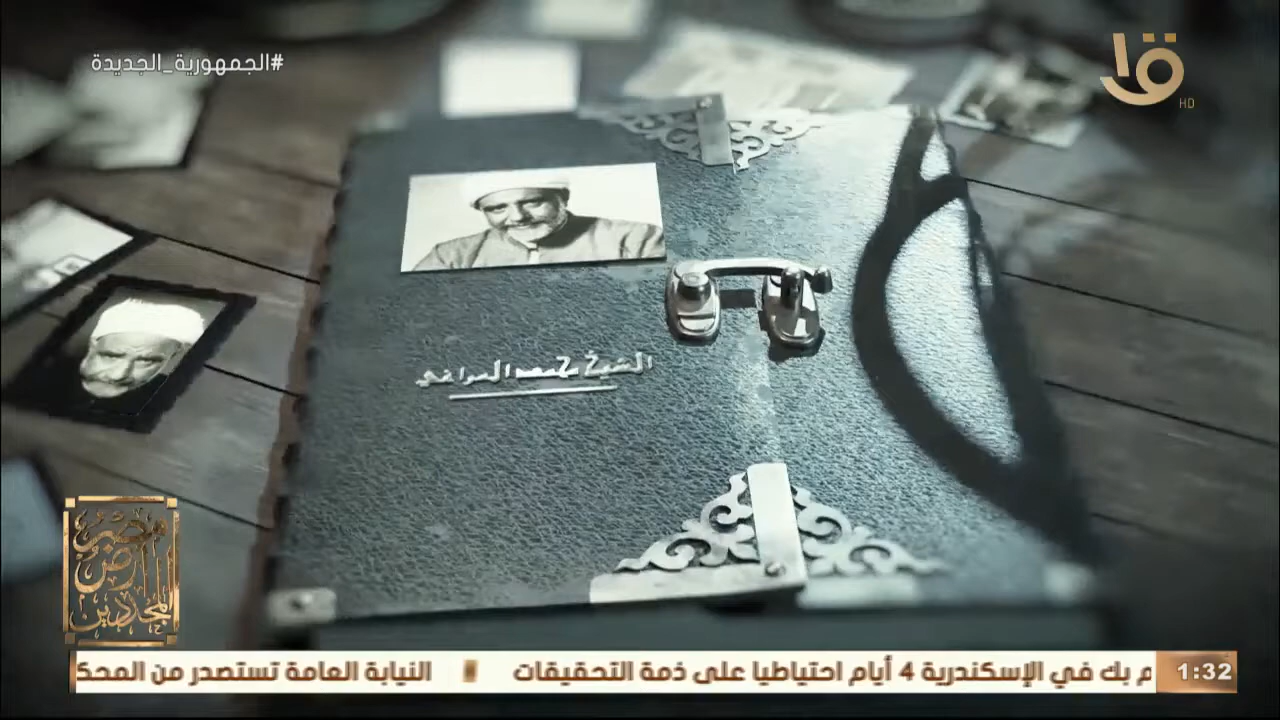 #الجمهورية_الجديدة
HD
الشيخ محمد المراغي
مصر
أرض
المجددين
م بك في الإسكندرية 4 أيام احتياطيا على ذمة التحقيقات
النيابة العامة تستصدر من المحك
1:32